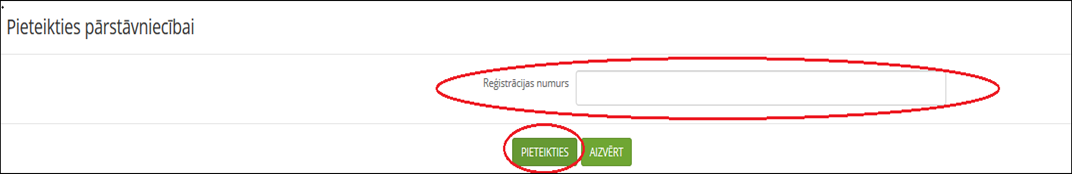 Pieteikties pārstāvniecībai
Reģistrācijas numurs
PIETEIKTIES AIZVĒRT